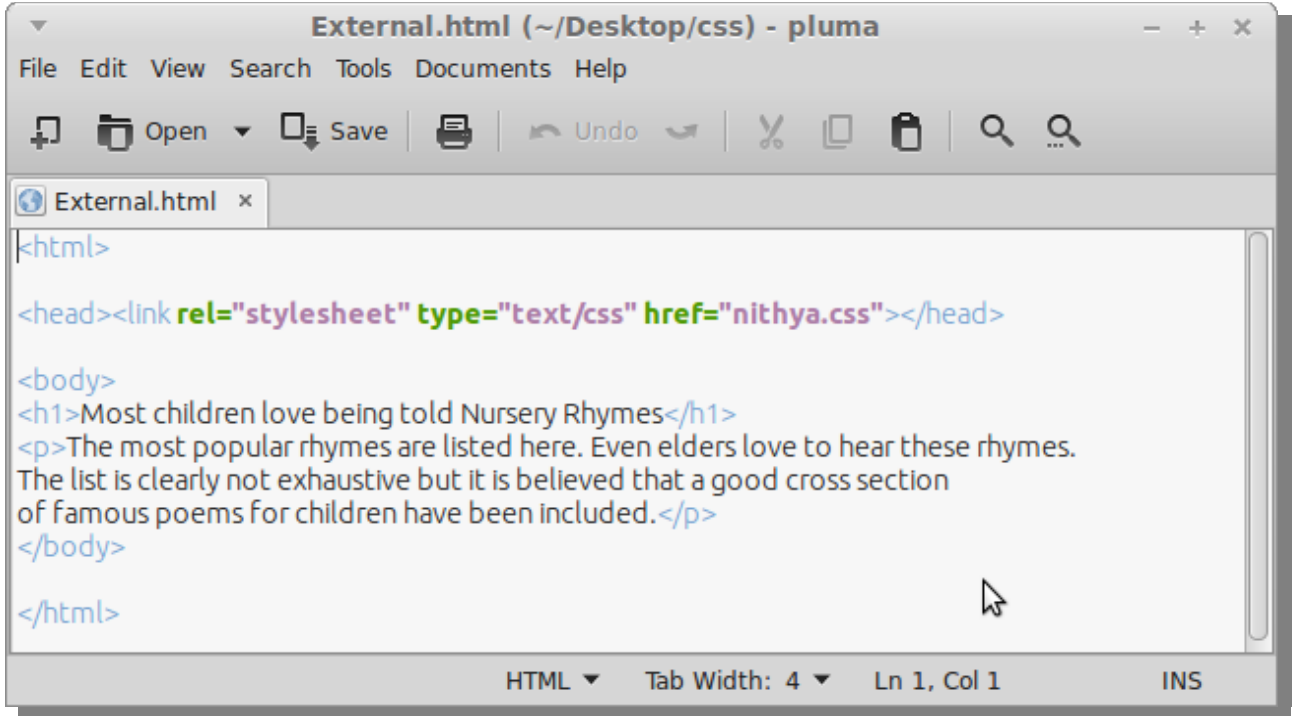 External.html (~/Desktop/css) - pluma
File Edit View Search Tools Documents Help
Open Save Undo
External.html
<html>
<head><link rel="stylesheet" type="text/css" href="nithya.css"></head>
<body>
<h1>Most children love being told Nursery Rhymes</h1>
<p>The most popular rhymes are listed here. Even elders love to hear these rhymes.
The list is clearly not exhaustive but it is believed that a good cross section
of famous poems for children have been included.</p>
</body>
</html>
HTML Tab Width: 4 Ln 1, Col 1 INS